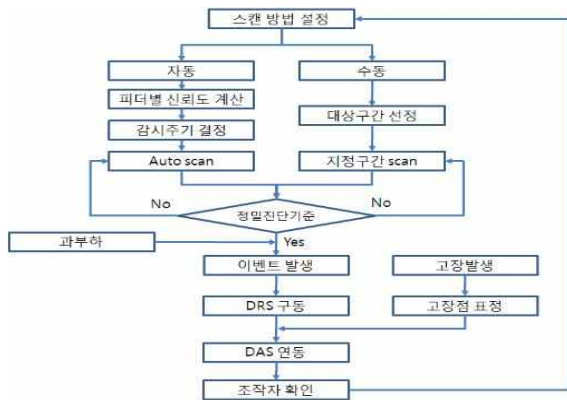 스캔 방법 설정
자동
수동
피더별 신뢰도 계산
대상구간 선정
감시주기 결정
Auto scan
지정구간 scan
No
No
정밀진단기준
과부하
Yes
이벤트 발생
고장발생
DRS 구동
고장점 표정
DAS 연동
조작자 확인